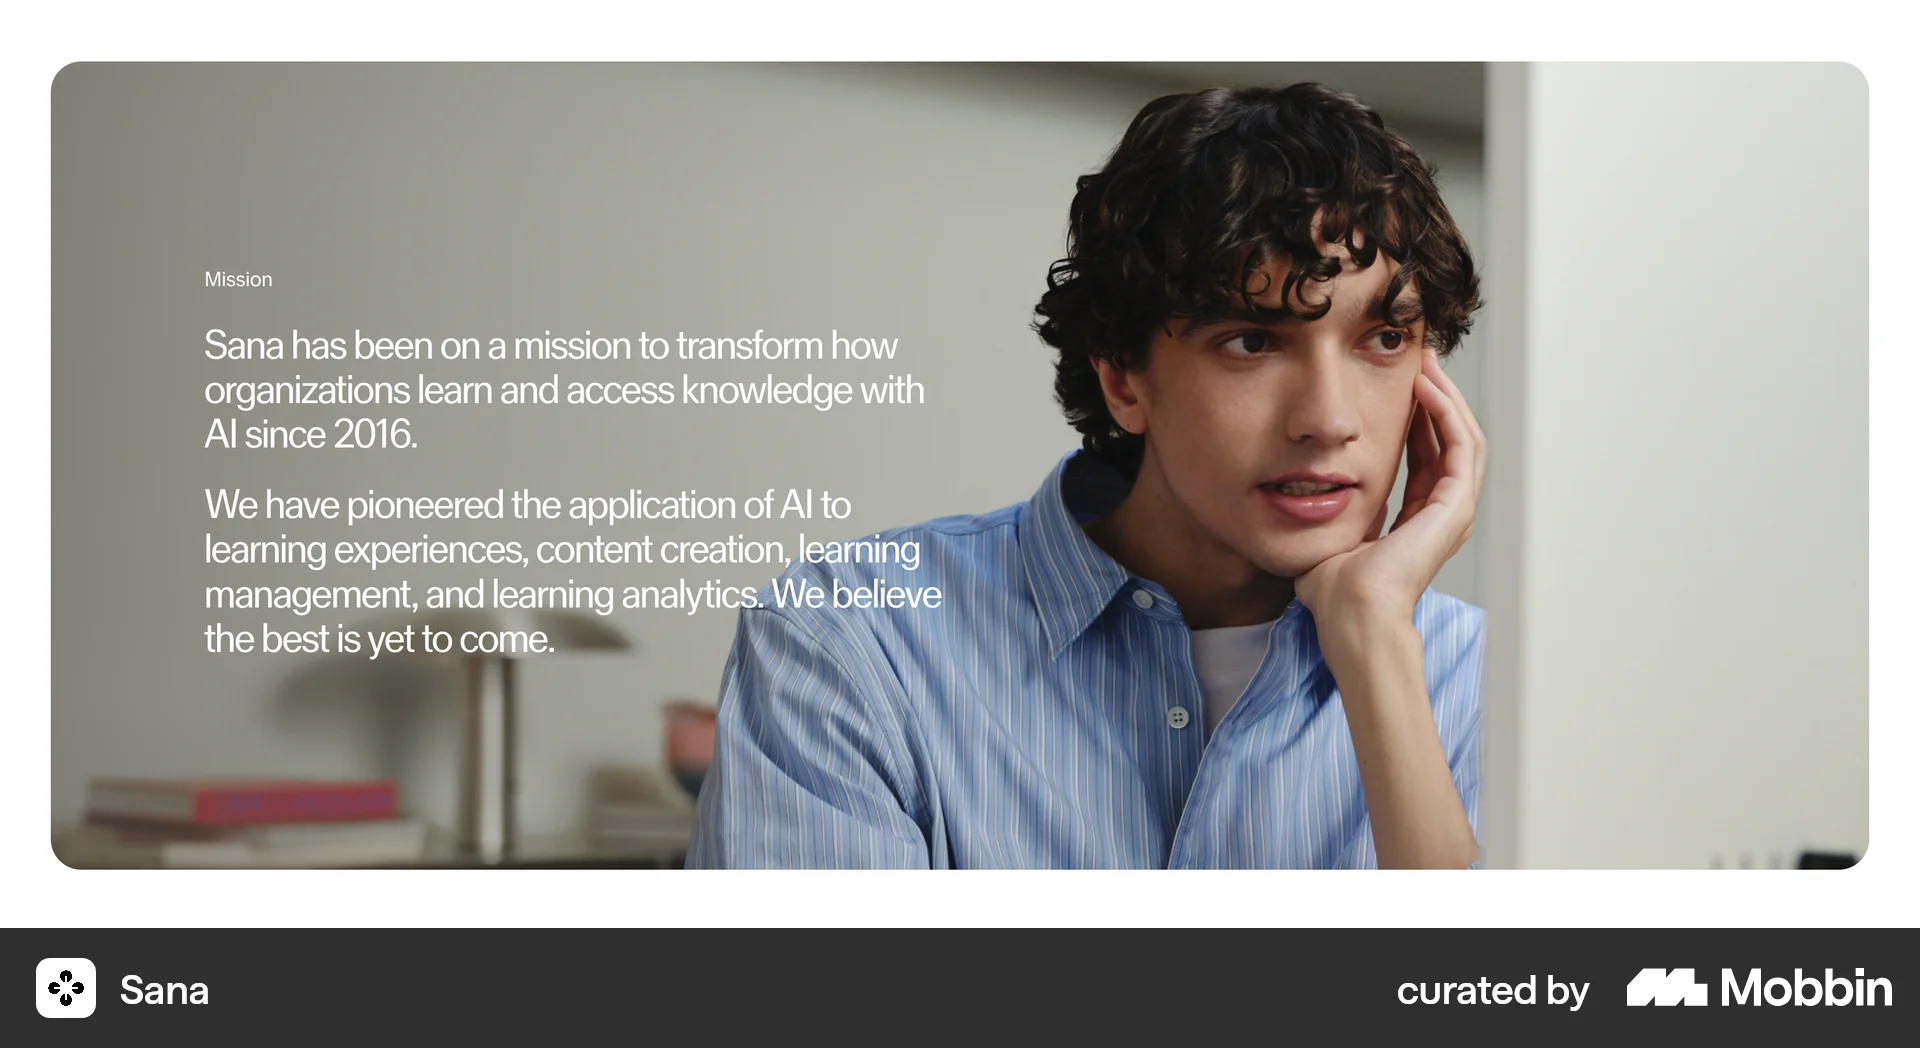 Mission
Sana has been on a mission to transform how
organizations learn and access knowledge with
AI since 2016.
We have pioneered the application of AI to
learning experiences, content creation, learning
management, and learning analytics. We believe
the best is yet to come.
Sana
curated by Mobbin